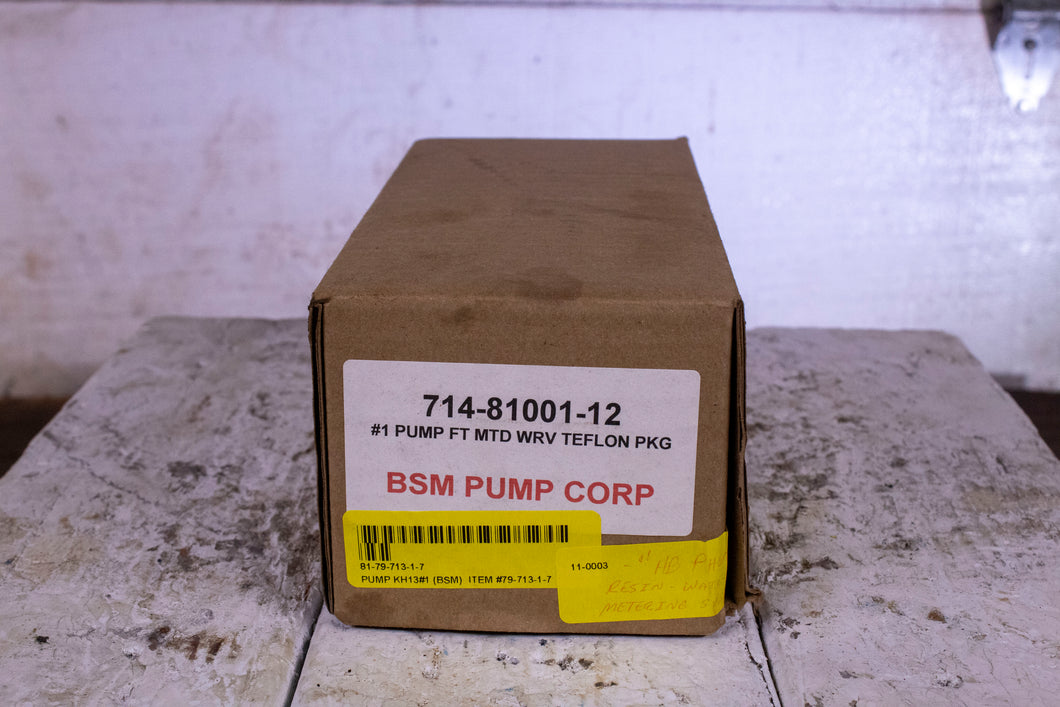 714-81001-12
#1 PUMP FT MTD WRV TEFLON PKG
BSM PUMP CORP
81-79-713-1-7
PUMP KH13#1 (BSM) ITEM #79-713-1-7
11-0003 - " HB
RESIN -
METERING